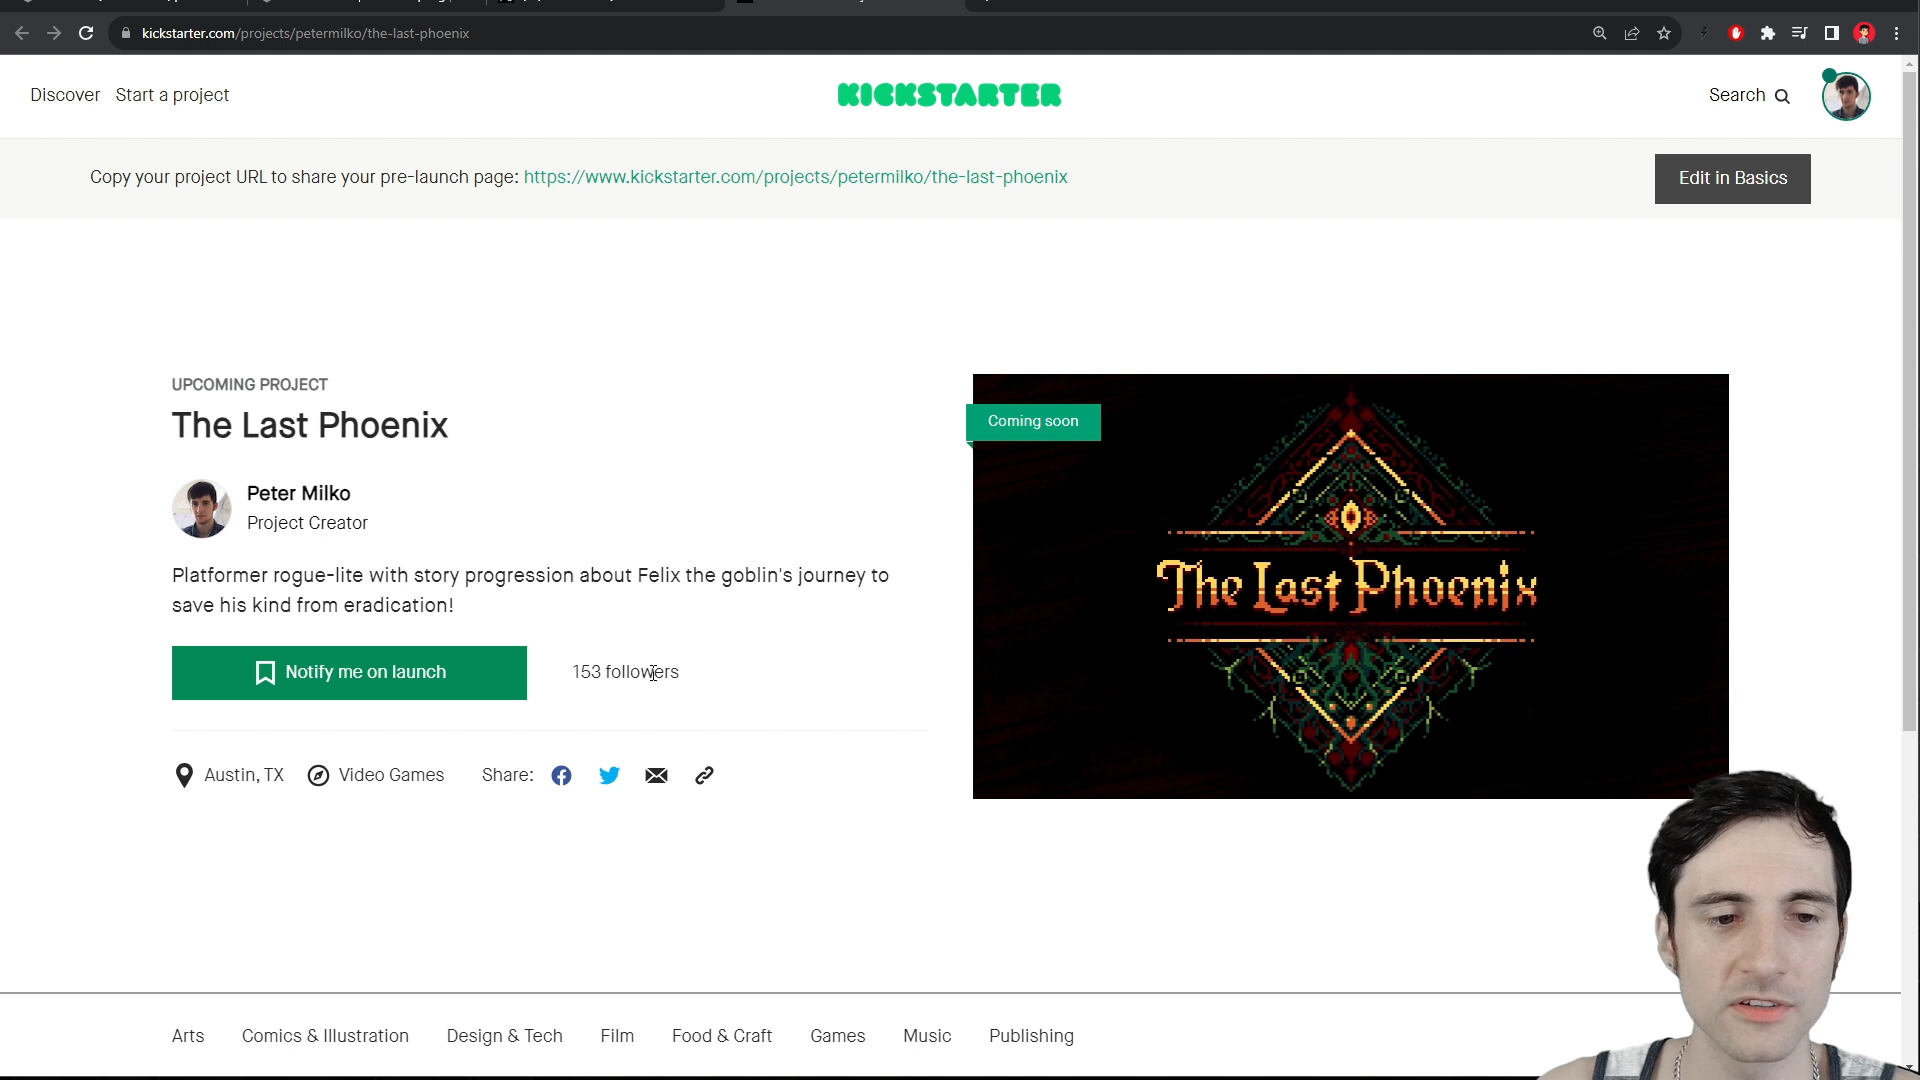 kickstarter.com/projects/petermilko/the-last-phoenix
Discover Start a project
KICKSTARTER
Search
Copy your project URL to share your pre-launch page: https://www.kickstarter.com/projects/petermilko/the-last-phoenix
Edit in Basics
UPCOMING PROJECT
The Last Phoenix
Peter Milko
Project Creator
Platformer rogue-lite with story progression about Felix the goblin's journey to
save his kind from eradication!
Notify me on launch
153 followers
Austin, TX
Video Games
Share:
Coming soon
The Last Phoenix
Arts Comics & Illustration Design & Tech Film Food & Craft Games Music Publishing